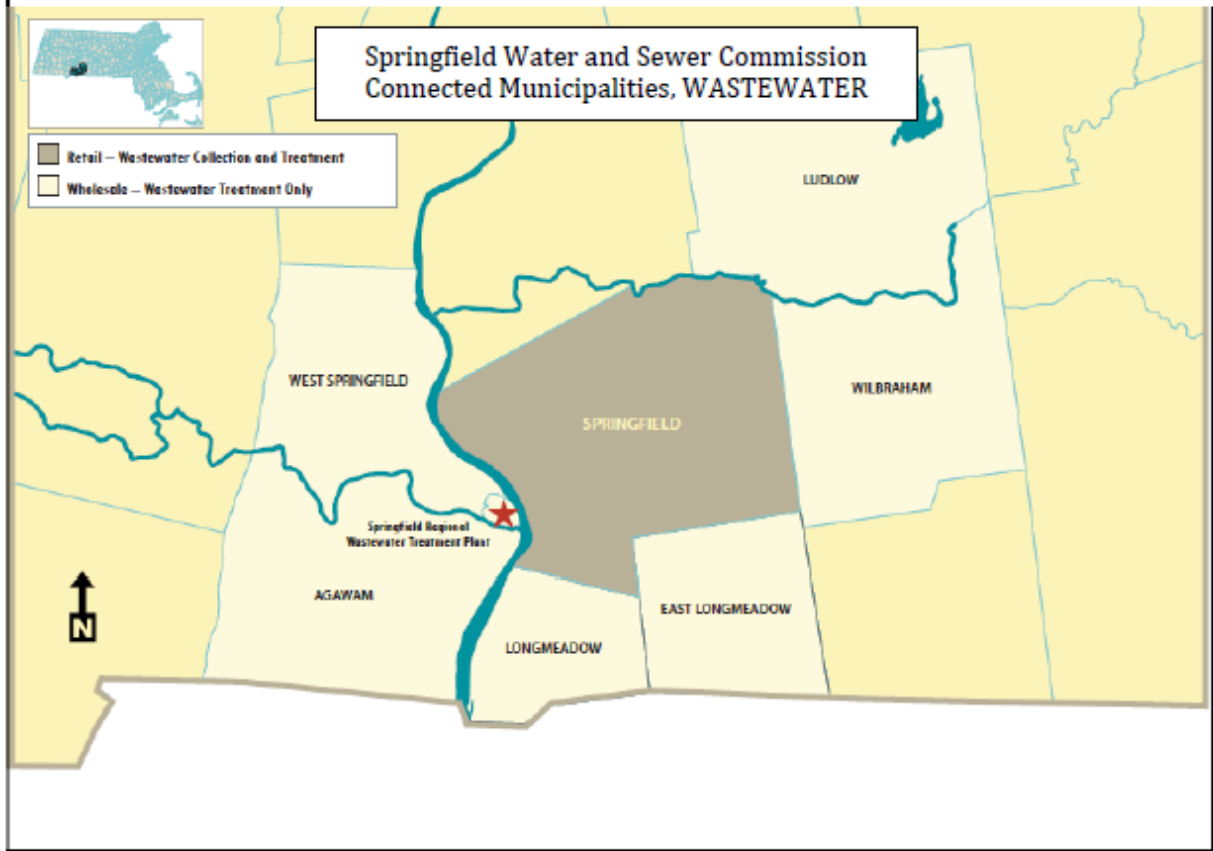 Springfield Water and Sewer Commission
Connected Municipalities, WASTEWATER
Retail – Wastewater Collection and Treatment
Wholesale – Wastewater Treatment Only
LUDLOW
WEST SPRINGFIELD
WILBRAHAM
SPRINGFIELD
Springfield Regional
Wastewater Treatment Plant
AGAWAM
EAST LONGMEADOW
LONGMEADOW
N